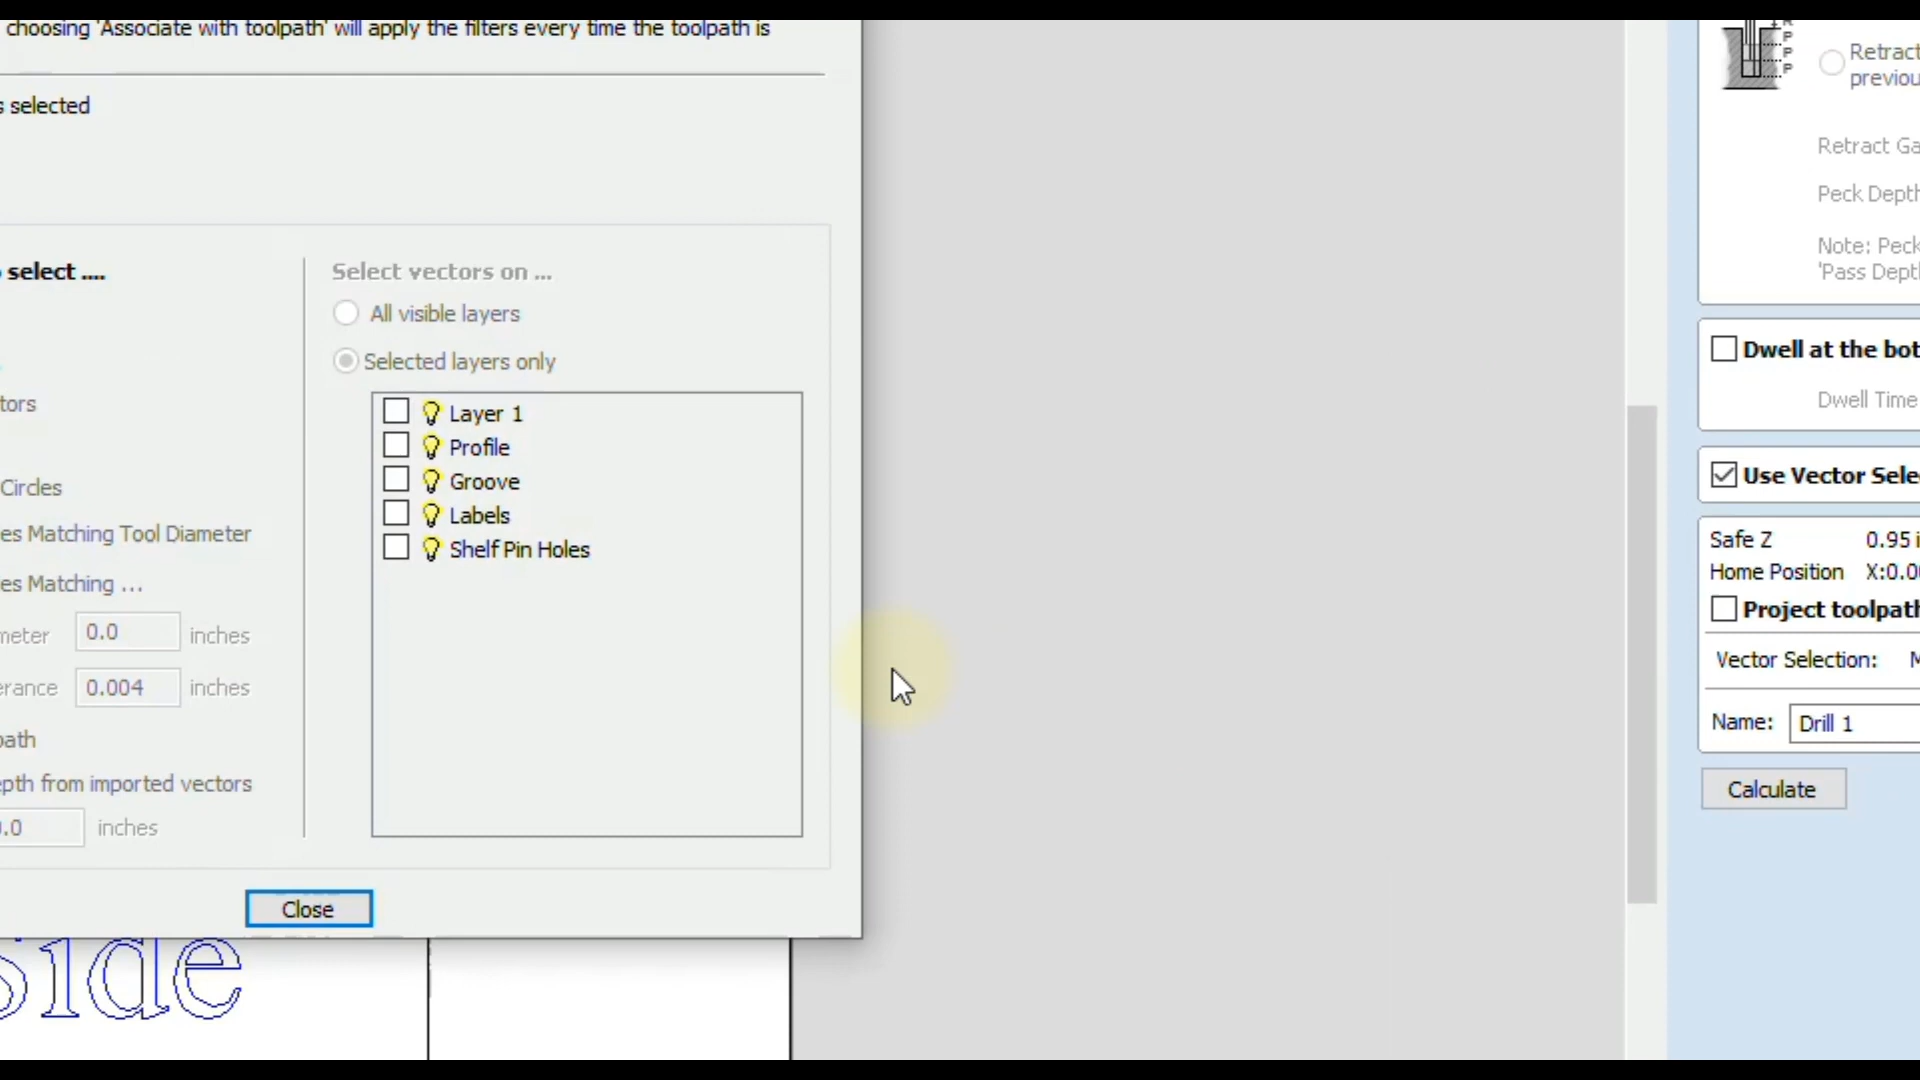 choosing 'Associate with toolpath' will apply the filters every time the toolpath is
selected
select ....
tors
Circles
es Matching Tool Diameter
es Matching ...
meter 0.0 inches
erance 0.004 inches
path
epth from imported vectors
0.0 inches
Select vectors on ...
All visible layers
Selected layers only
Layer 1
Profile
Groove
Labels
Shelf Pin Holes
Close
side
R
P
P
P
Retract
previou
Retract Ga
Peck Depth
Note: Peck
'Pass Depth
Dwell at the bot
Dwell Time
Use Vector Sele
Safe Z 0.95 i
Home Position X:0.00
Project toolpath
Vector Selection: M
Name: Drill 1
Calculate